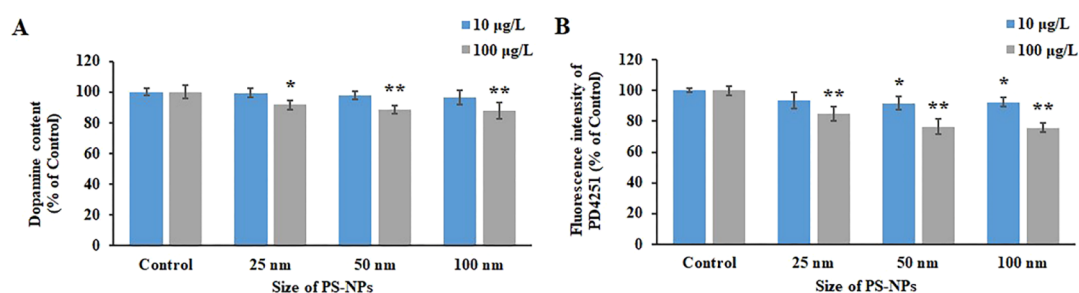 A
10 µg/L
100 µg/L
120
100
80
60
40
20
0
Dopamine content
(% of Control)
*
**
**
Control
25 nm
50 nm
100 nm
Size of PS-NPs
B
10 µg/L
100 µg/L
120
100
80
60
40
20
0
Fluorescence intensity of
PD4251 (% of Control)
**
*
**
*
**
Control
25 nm
50 nm
100 nm
Size of PS-NPs